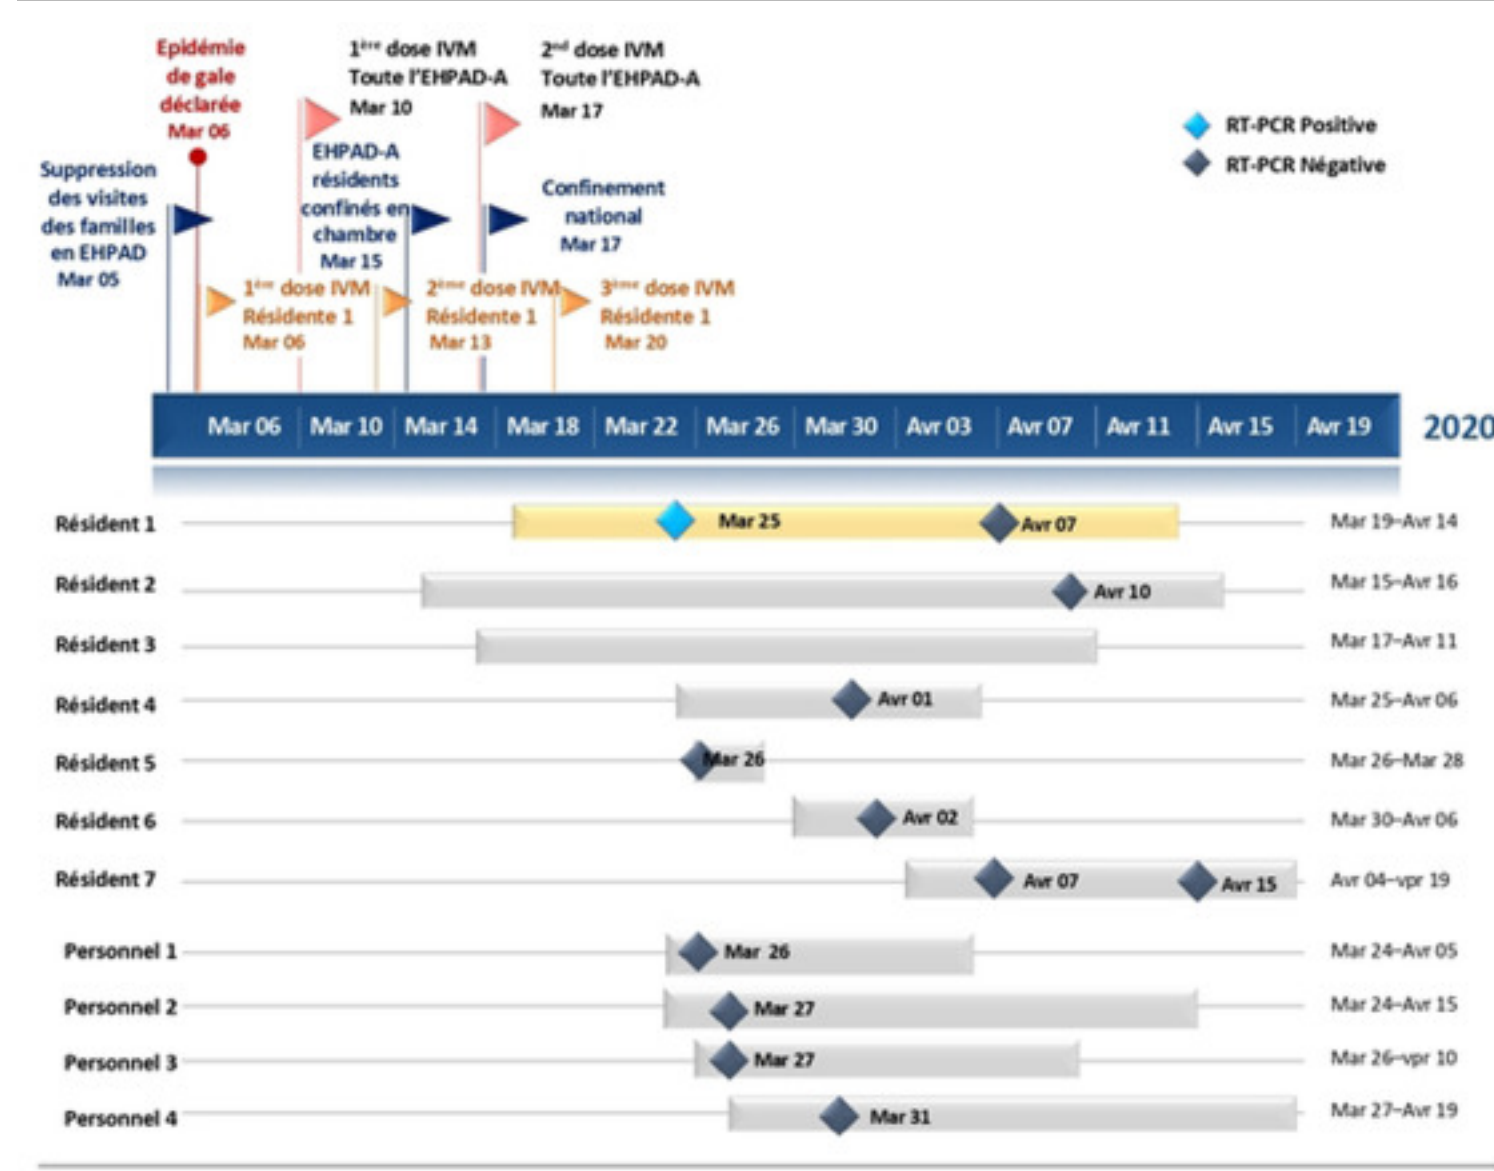 Epidémie
de gale
déclarée
Mar 06
1ère dose IVM
Toute l'EHPAD-A
Mar 10
2nd dose IVM
Toute l'EHPAD-A
Mar 17
RT-PCR Positive
RT-PCR Négative
Suppression
des visites
des familles
en EHPAD
Mar 05
EHPAD-A
résidents
confinés en
chambre
Mar 15
Confinement
national
Mar 17
1ère dose IVM
Résidente 1
Mar 06
2ème dose IVM
Résidente 1
Mar 13
3ème dose IVM
Résidente 1
Mar 20
Mar 06 Mar 10 Mar 14 Mar 18 Mar 22 Mar 26 Mar 30 Avr 03 Avr 07 Avr 11 Avr 15 Avr 19 2020
Résident 1 Mar 25 Avr 07 Mar 19–Avr 14
Résident 2 Avr 10 Mar 15–Avr 16
Résident 3 Mar 17–Avr 11
Résident 4 Avr 01 Mar 25–Avr 06
Résident 5 Mar 26 Mar 26–Mar 28
Résident 6 Avr 02 Mar 30–Avr 06
Résident 7 Avr 07 Avr 15 Avr 04–vpr 19
Personnel 1 Mar 26 Mar 24–Avr 05
Personnel 2 Mar 27 Mar 24–Avr 15
Personnel 3 Mar 27 Mar 26–vpr 10
Personnel 4 Mar 31 Mar 27–Avr 19